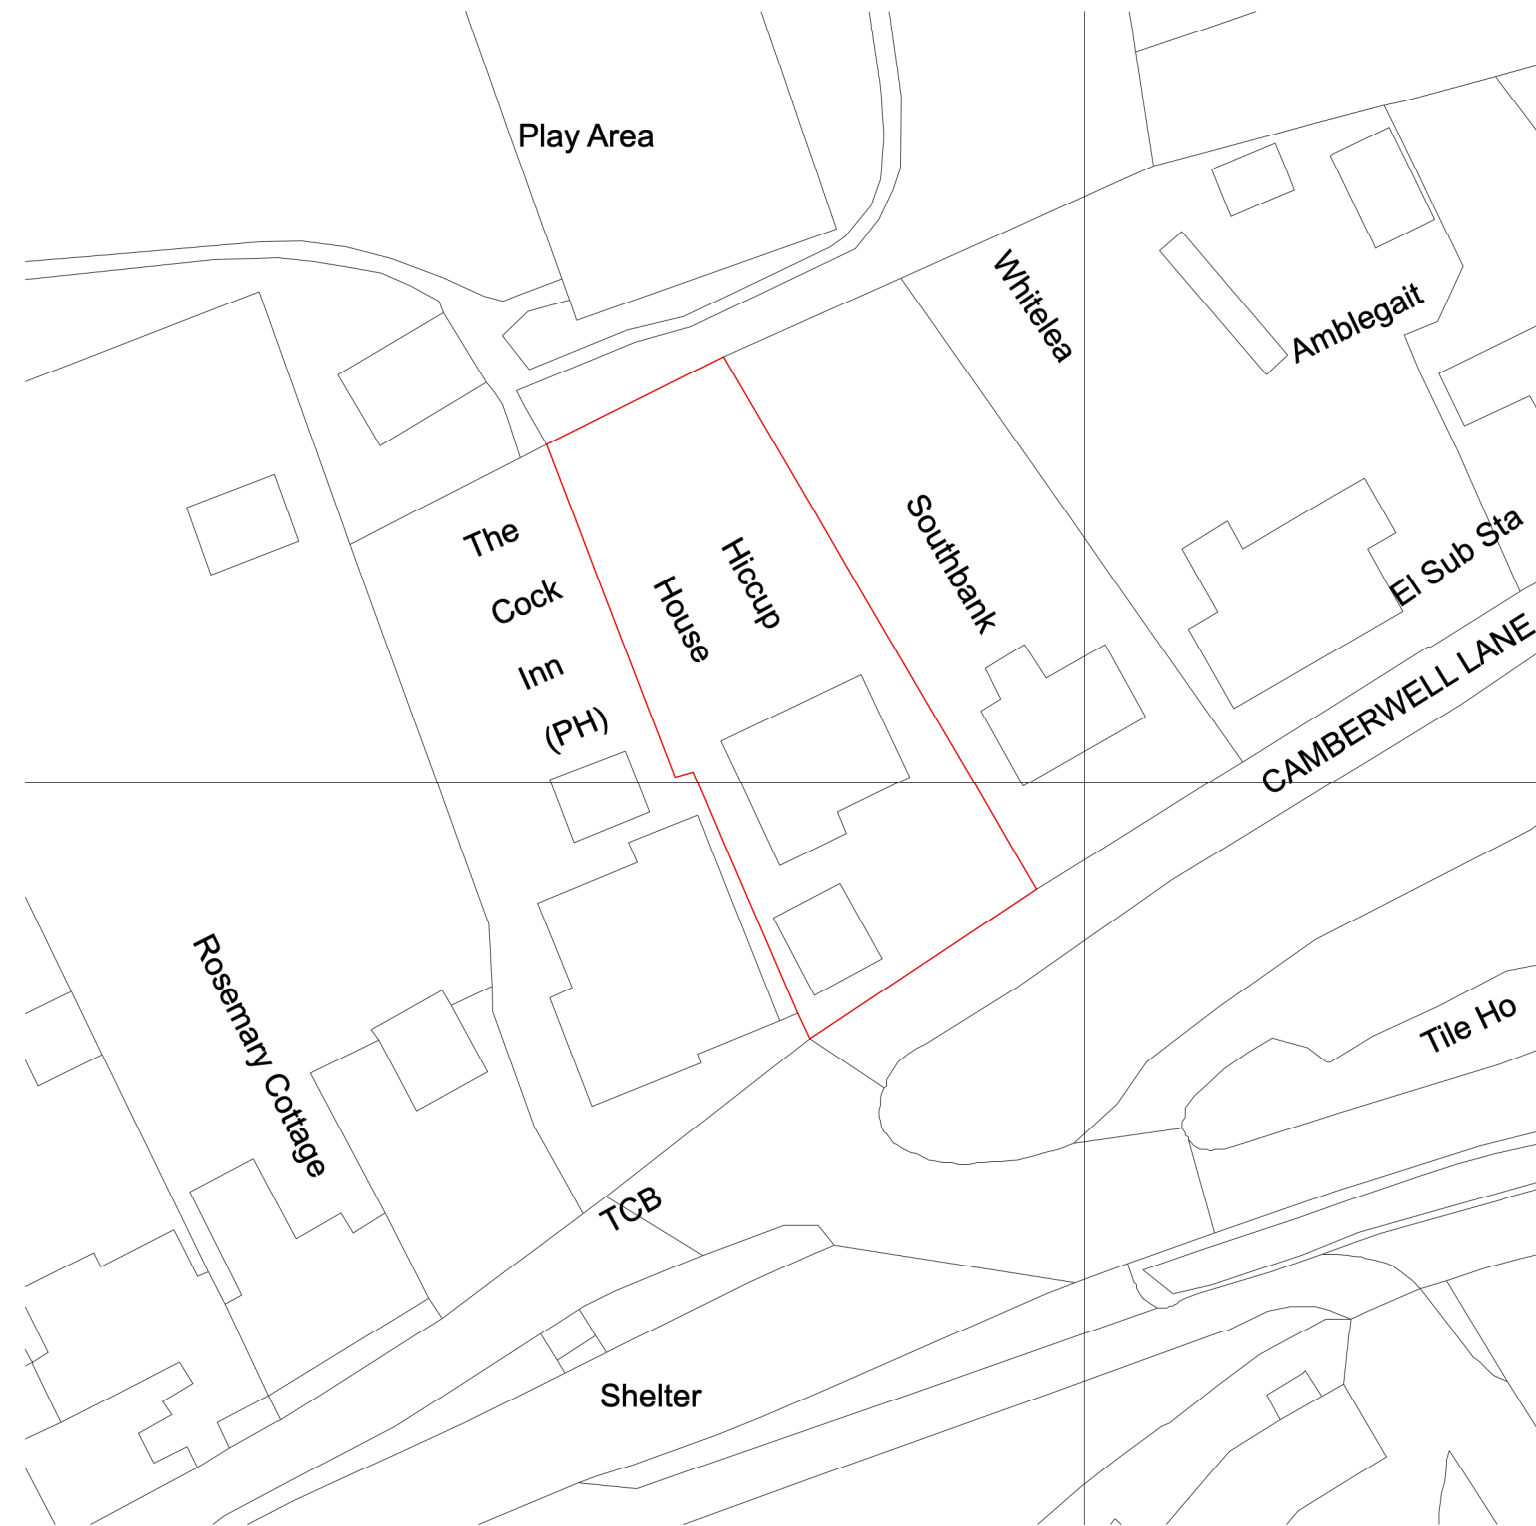 Play Area
Whitelea
Amblegait
The
Cock
Inn
(PH)
Hiccup
House
Southbank
El Sub Sta
CAMBERWELL LANE
Rosemary Cottage
Tile Ho
TCB
Shelter